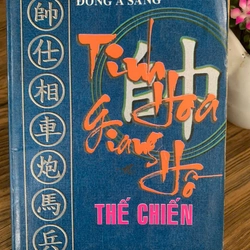 ĐÔNG A SÁNG
帥
仕
相
車
炮
馬
兵
帥
Tinh Hoa
Giang Hồ
THẾ CHIẾN